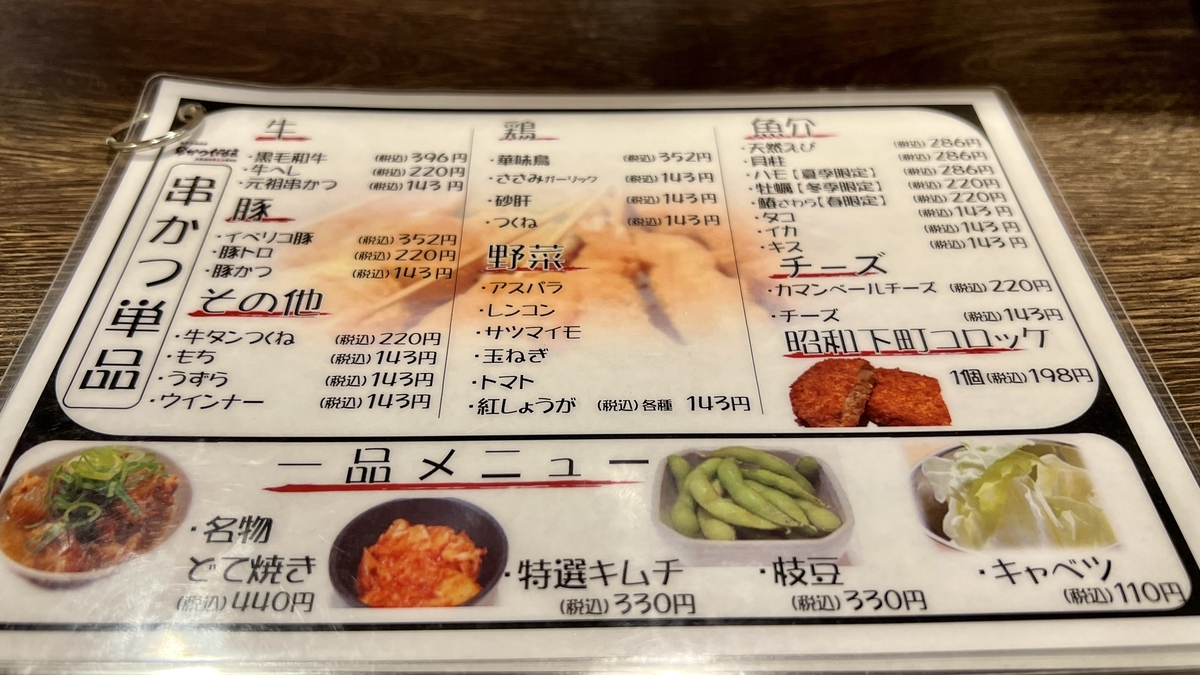 串かつ単品
牛
・黒毛和牛 (税込)396円
・牛ヘレ (税込)220円
・元祖串かつ (税込)143円
豚
・イベリコ豚 (税込)352円
・豚トロ (税込)220円
・豚かつ (税込)143円
その他
・牛タンつくね (税込)220円
・もち (税込)143円
・うずら (税込)143円
・ウインナー (税込)143円
鶏
・華味鳥 (税込)352円
・ささみガーリック (税込)143円
・砂肝 (税込)143円
・つくね (税込)143円
野菜
・アスパラ
・レンコン
・サツマイモ
・玉ねぎ
・トマト
・紅しょうが (税込)各種 143円
魚介
・天然えび (税込)286円
・貝柱 (税込)286円
・ハモ【夏季限定】 (税込)286円
・牡蠣【冬季限定】 (税込)220円
・鰆さわら【春限定】 (税込)220円
・タコ (税込)143円
・イカ (税込)143円
・キス (税込)143円
チーズ
・カマンベールチーズ (税込)220円
・チーズ (税込)143円
昭和下町コロッケ
1個(税込)198円
一品メニュー
・名物
どて焼き
(税込)440円
・特選キムチ
(税込)330円
・枝豆
(税込)330円
・キャベツ
(税込)110円